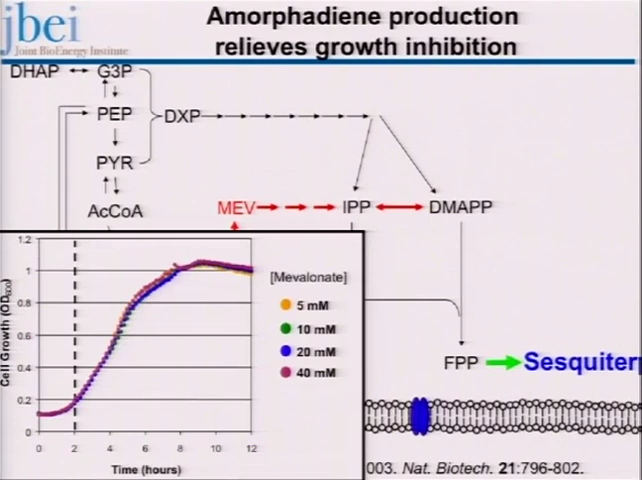 jbei
Joint BioEnergy Institute
Amorphadiene production
relieves growth inhibition
DHAP
G3P
PEP
DXP
PYR
AcCoA
MEV
IPP
DMAPP
FPP
Sesquiter
1.2
1
0.8
0.6
0.4
0.2
0
0
2
4
6
8
10
12
Cell Growth (OD600)
Time (hours)
[Mevalonate]
5 mM
10 mM
20 mM
40 mM
003. Nat. Biotech. 21:796-802.